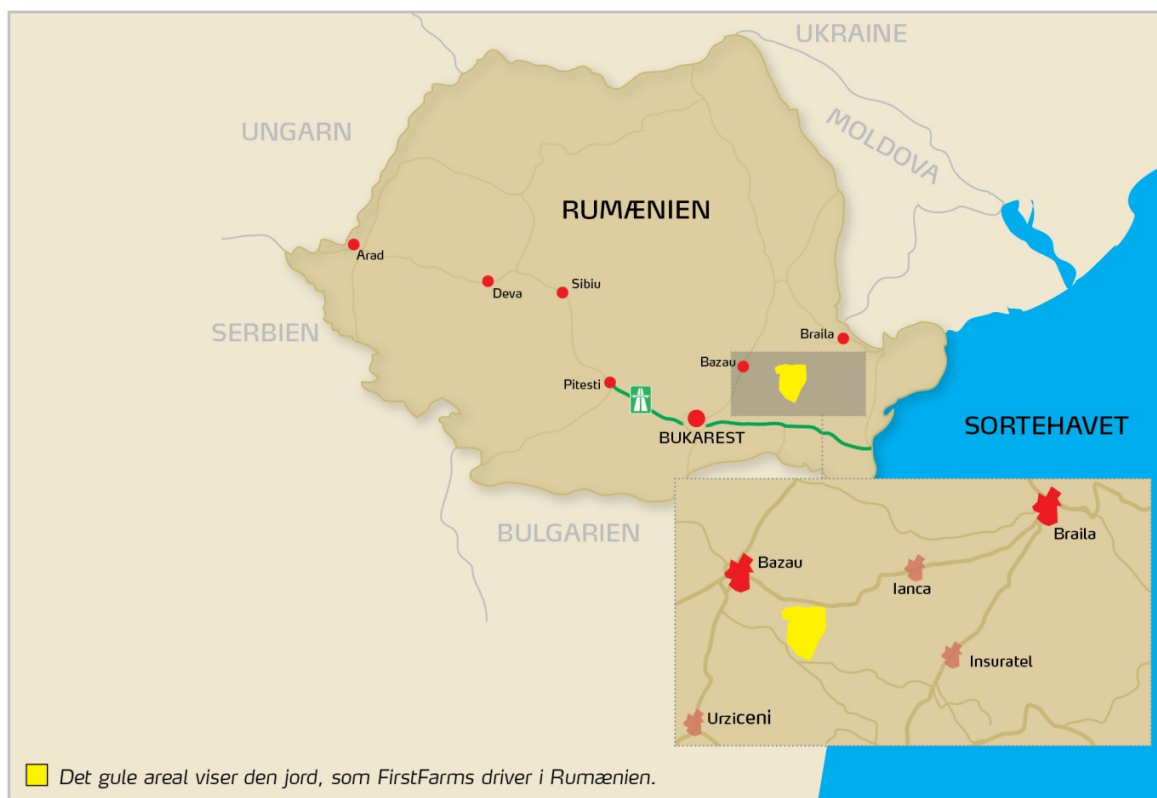 UKRAINE
UNGARN
MOLDOVA
RUMÆNIEN
Arad
Deva
Sibiu
SERBIEN
Braila
Bazau
Pitesti
BUKAREST
SORTEHAVET
BULGARIEN
Braila
Bazau
Ianca
Insuratel
Urziceni
Det gule areal viser den jord, som FirstFarms driver i Rumænien.